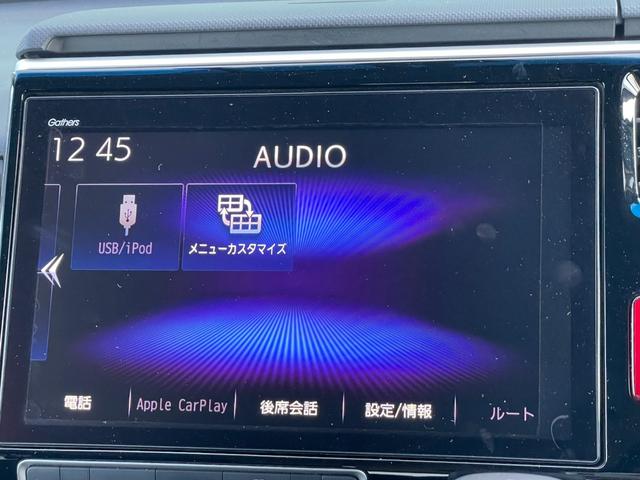 Gathers
12 45
AUDIO
USB/iPod
メニューカスタマイズ
電話
Apple CarPlay
後席会話
設定/情報
ルート